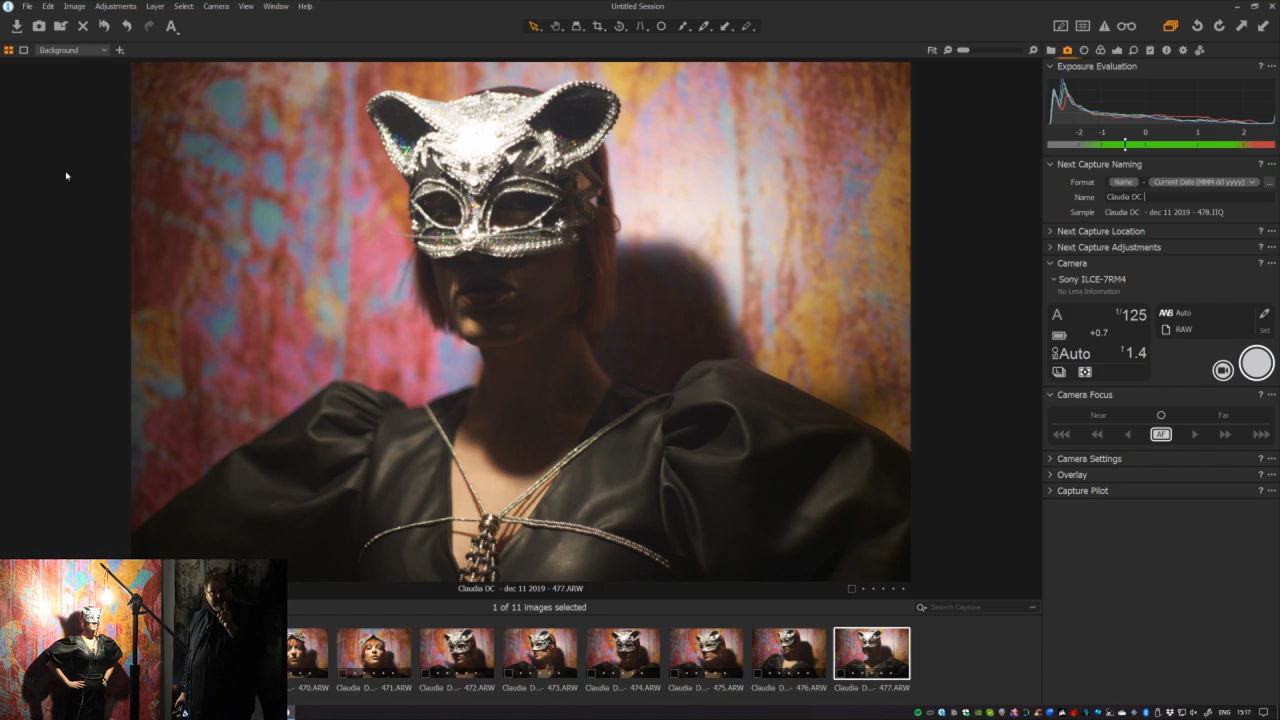 File Edit Image Adjustments Layer Select Camera View Window Help
Untitled Session
Background
Fit
Exposure Evaluation
-2 -1 0 1 2
Next Capture Naming
Format Name - Current Date (MMM dd yyyy)
Name Claudia DC
Sample Claudia DC - dec 11 2019 - 478.IIQ
Next Capture Location
Next Capture Adjustments
Camera
Sony ILCE-7RM4
No Lens Information
A 1/125 AWB Auto
+0.7 RAW Set
Auto f 1.4
Camera Focus
Near Far
AF
Camera Settings
Overlay
Capture Pilot
Claudia DC - dec 11 2019 - 477.ARW
1 of 11 images selected
Search Capture
...- 470.ARW Claudia D...- 471.ARW Claudia D...- 472.ARW Claudia D...- 473.ARW Claudia D...- 474.ARW Claudia D...- 475.ARW Claudia D...- 476.ARW Claudia D...- 477.ARW
ENG 15:17